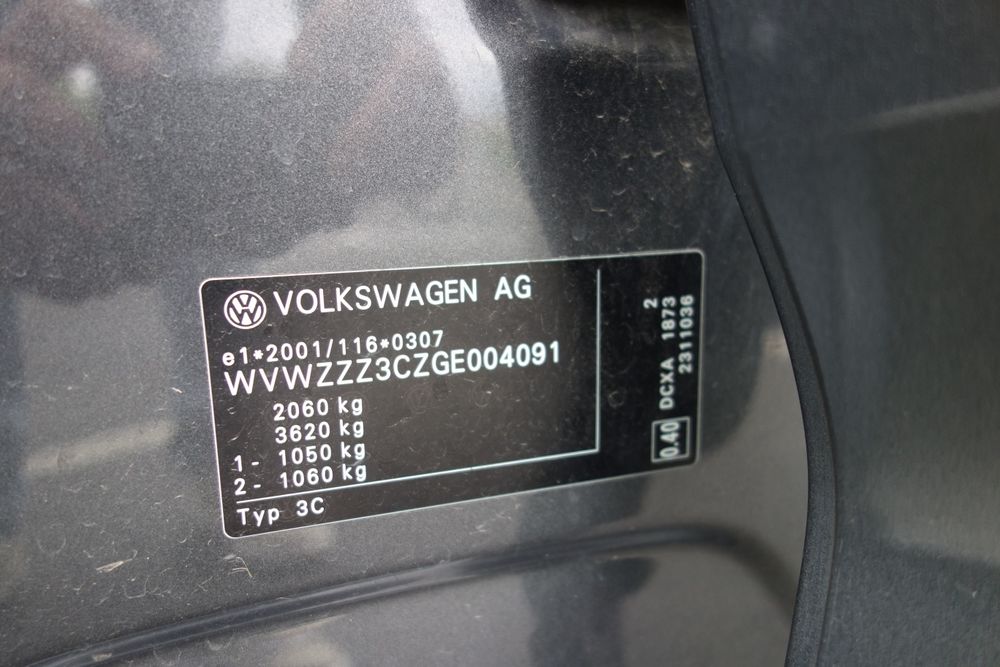 VOLKSWAGEN AG
e1*2001/116*0307
WVWZZZ3CZGE004091
2060 kg
3620 kg
1- 1050 kg
2- 1060 kg
Typ 3C
2
DCXA 1873
2311036
0.40